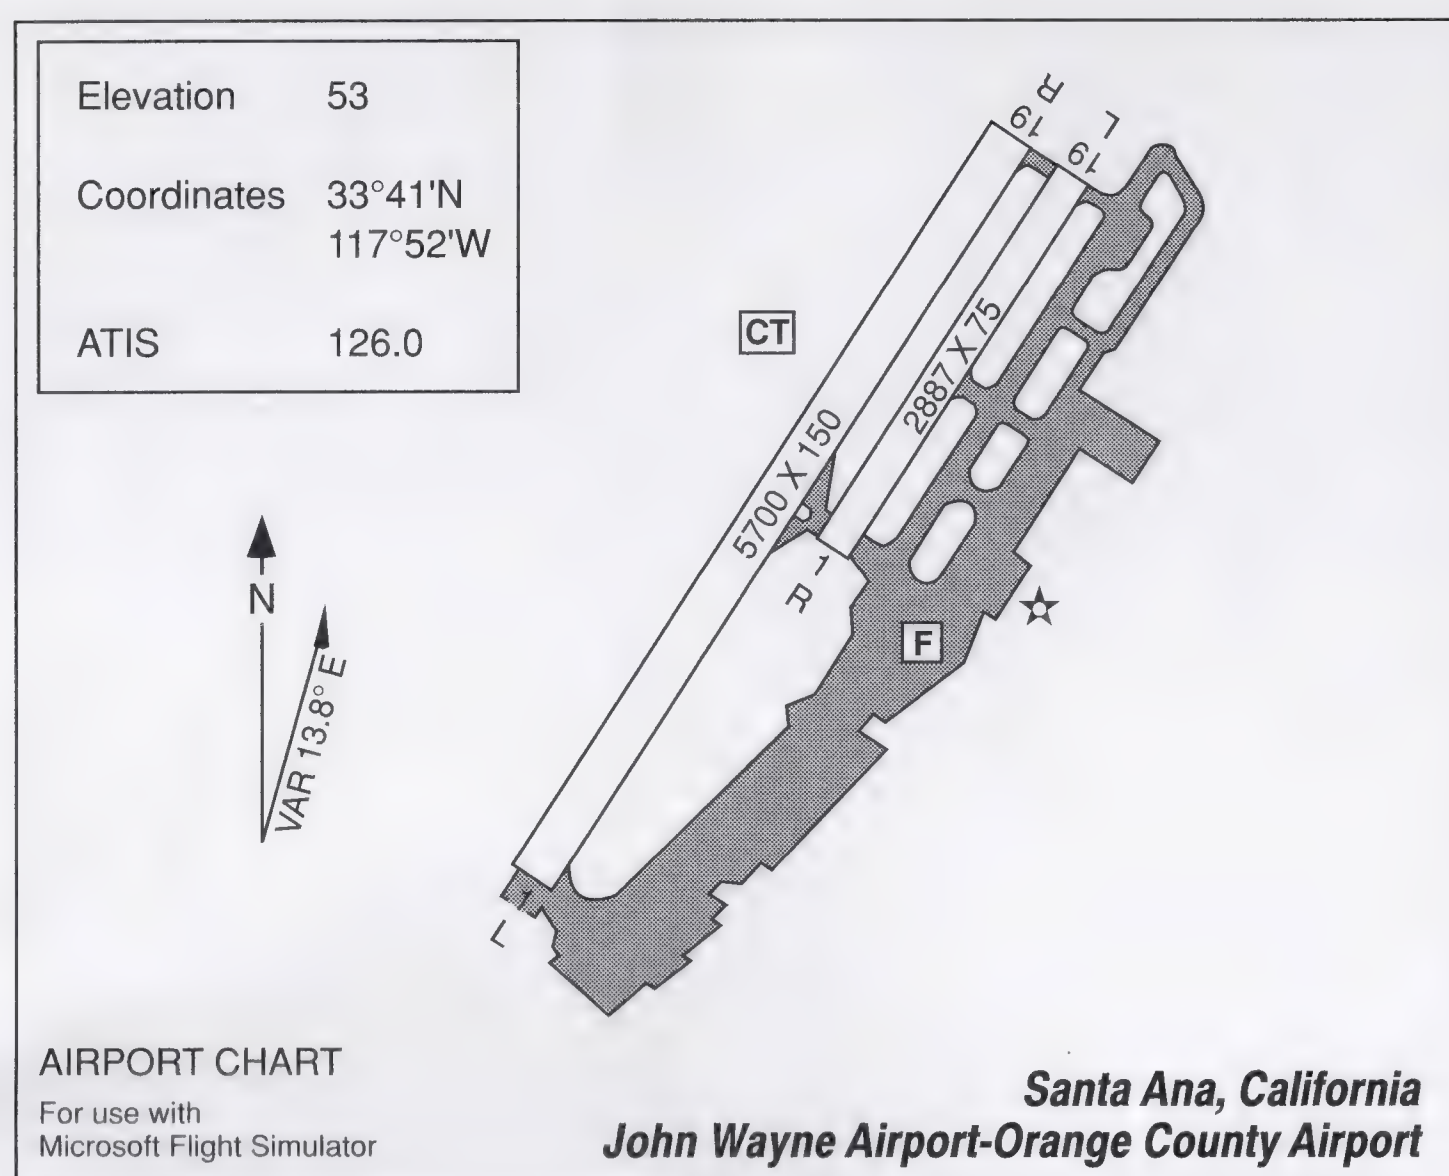 Elevation 53
Coordinates 33°41'N
117°52'W
ATIS 126.0
19 R
19 L
CT
2887 X 75
5700 X 150
1 R
F
N
VAR 13.8° E
1 L
AIRPORT CHART
For use with
Microsoft Flight Simulator
Santa Ana, California
John Wayne Airport-Orange County Airport